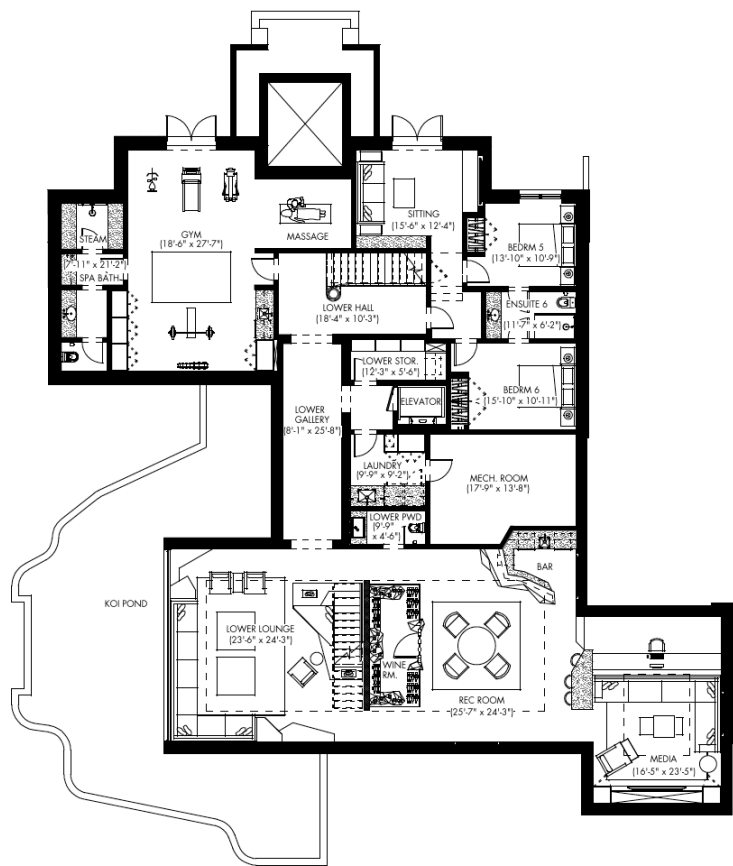 STEAM
(7'-11" x 21'-2")
SPA BATH
GYM
(18'-6" x 27'-7")
MASSAGE
SITTING
(15'-6" x 12'-4")
BEDRM 5
(13'-10" x 10'-9")
ENSUITE 6
(11'-7" x 6'-2")
LOWER HALL
(18'-4" x 10'-3")
LOWER STOR.
(12'-3" x 5'-6")
BEDRM 6
(15'-10" x 10'-11")
ELEVATOR
LOWER
GALLERY
(8'-1" x 25'-8")
LAUNDRY
(9'-9" x 9'-2")
MECH. ROOM
(17'-9" x 13'-8")
LOWER PWD
(9'-9"
x 4'-6")
BAR
KOI POND
LOWER LOUNGE
(23'-6" x 24'-3")
WINE
RM.
REC ROOM
(25'-7" x 24'-3")
MEDIA
(16'-5" x 23'-5")